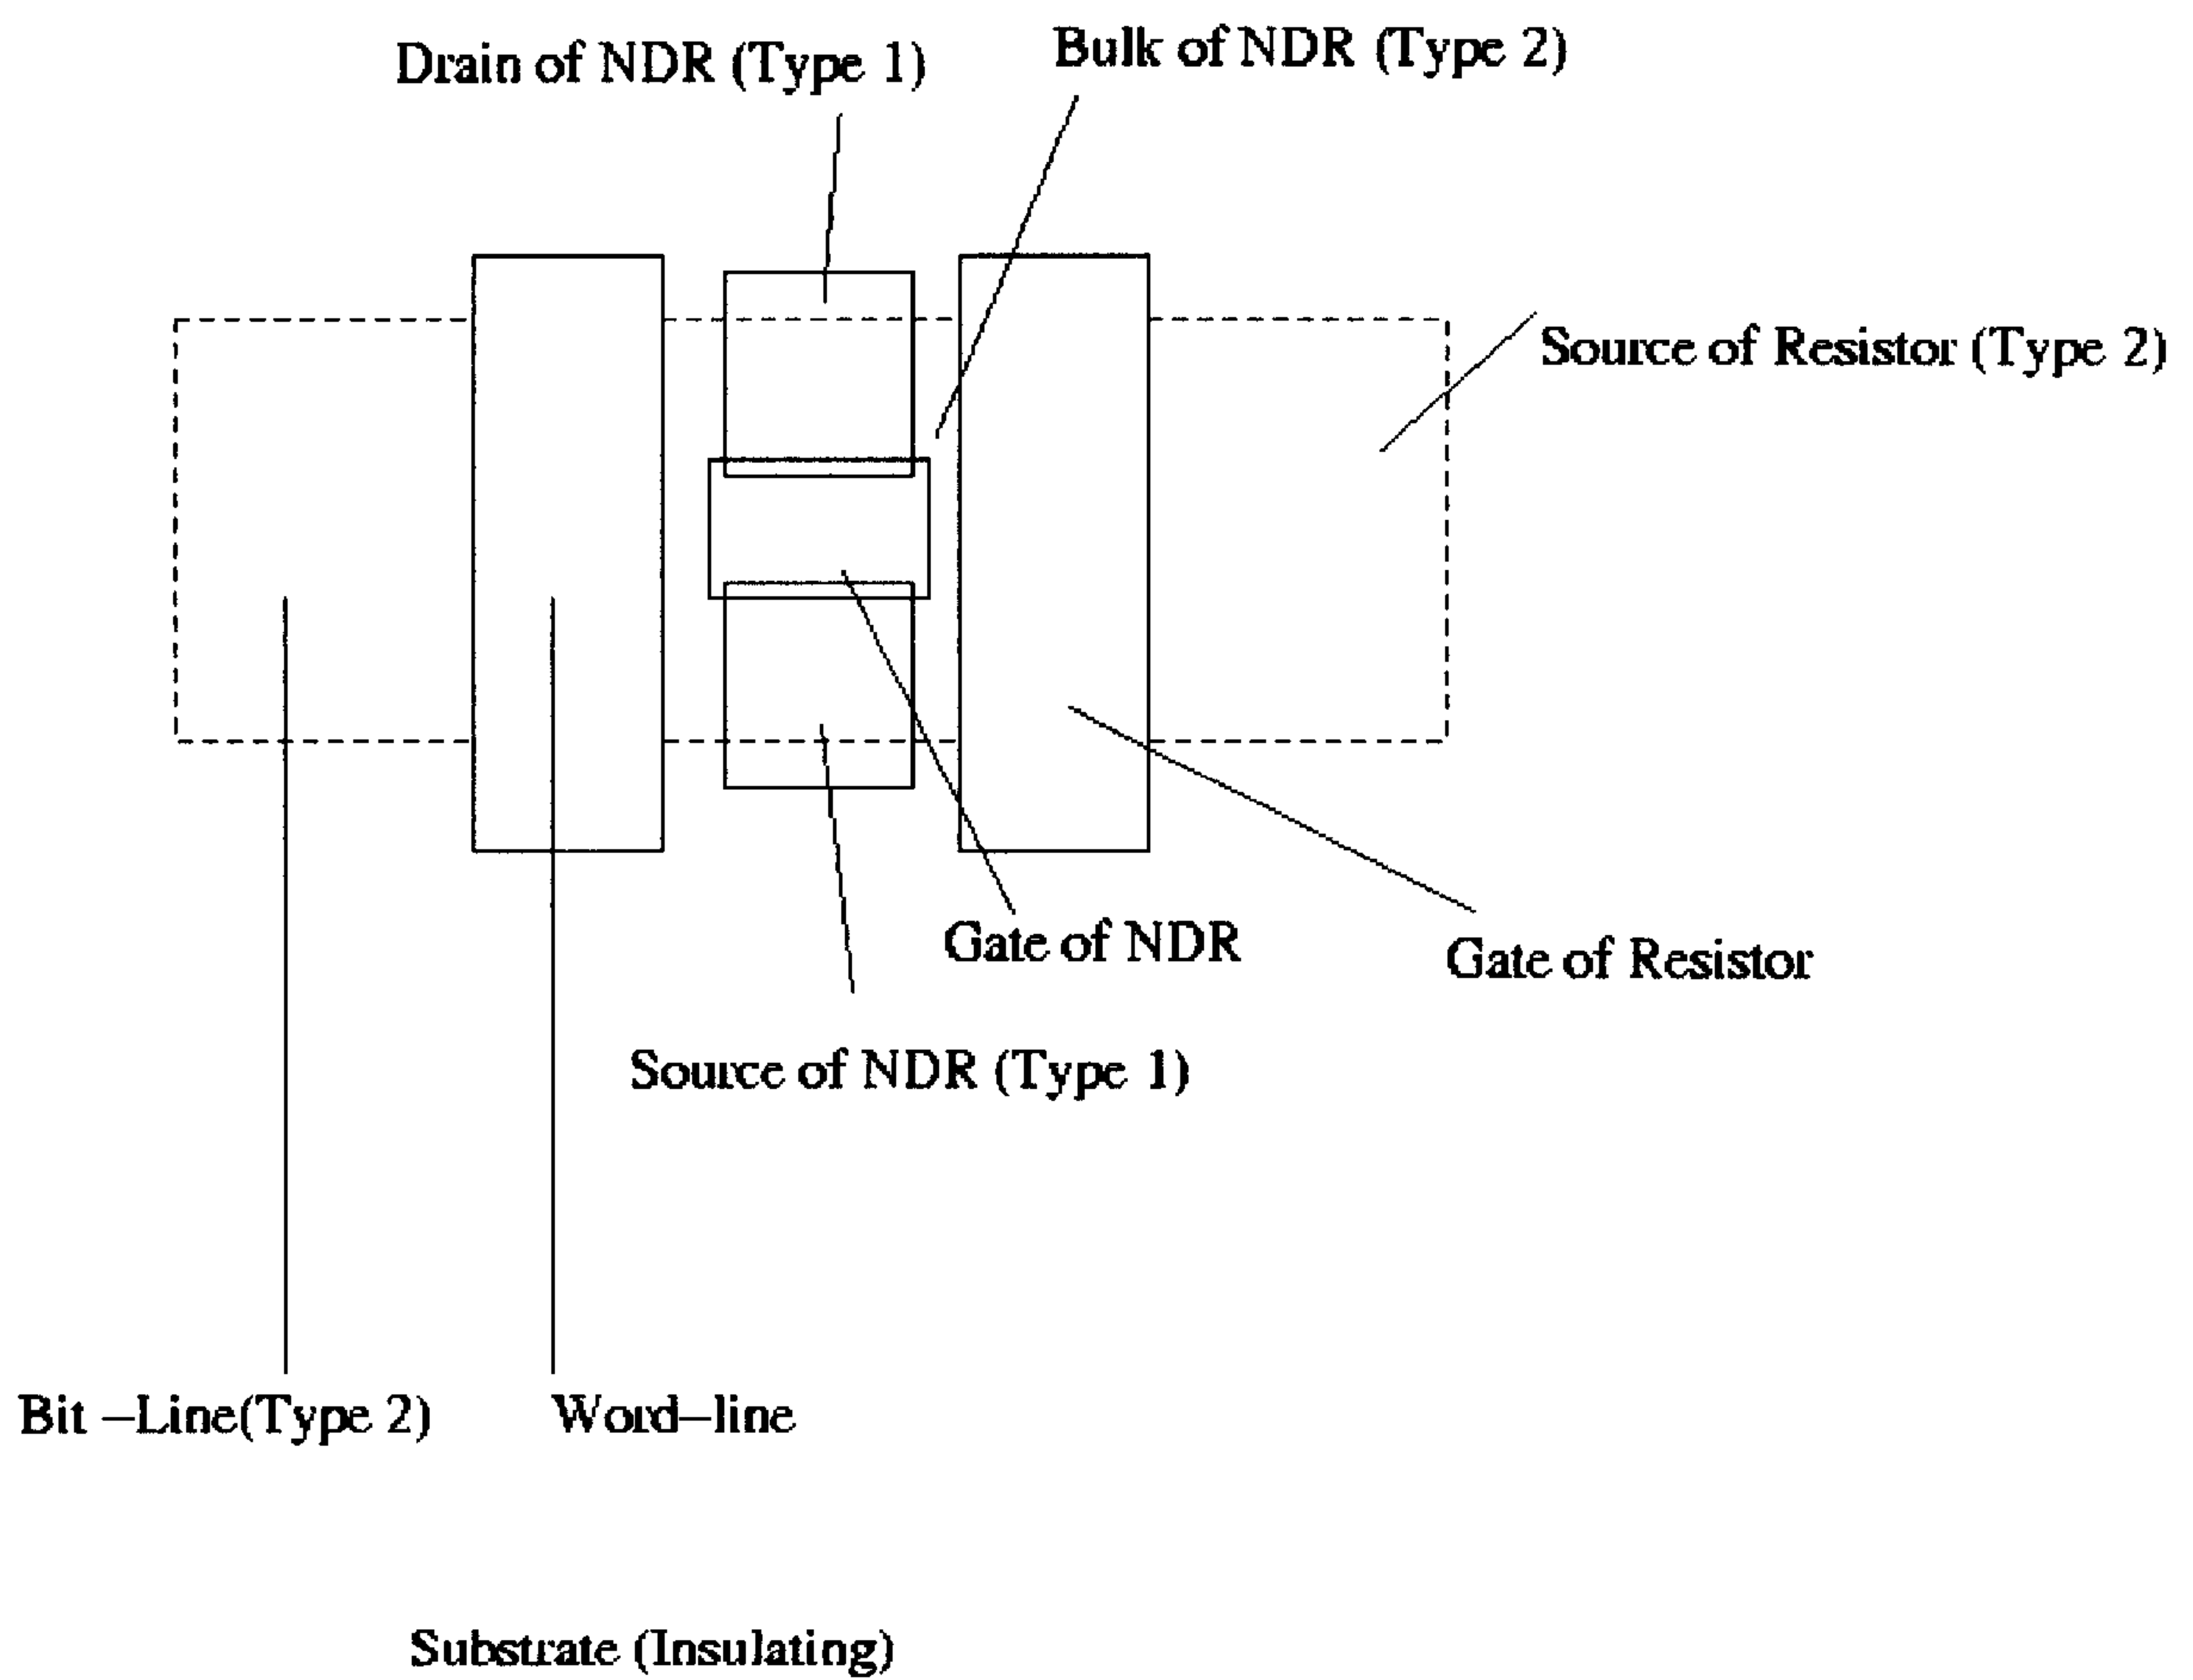 Drain of NDR (Type 1)
Bulk of NDR (Type 2)
Source of Resistor (Type 2)
Gate of NDR
Gate of Resistor
Source of NDR (Type 1)
Bit –Line(Type 2)
Word–line
Substrate (Insulating)